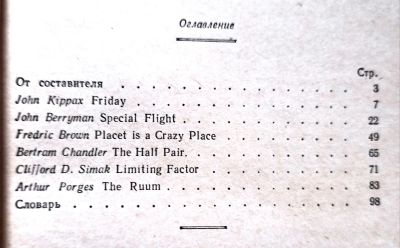 Оглавление
Стр.
От составителя . . . . . . . . . . . . 3
John Kippax Friday . . . . . . . . . . . 7
John Berryman Special Flight . . . . . . . . 22
Fredric Brown Placet is a Crazy Place . . . . . . 49
Bertram Chandler The Half Pair. . . . . . . . 65
Clifford D. Simak Limiting Factor . . . . . . . 71
Arthur Porges The Ruum . . . . . . . . . 83
Словарь . . . . . . . . . . . . . 98